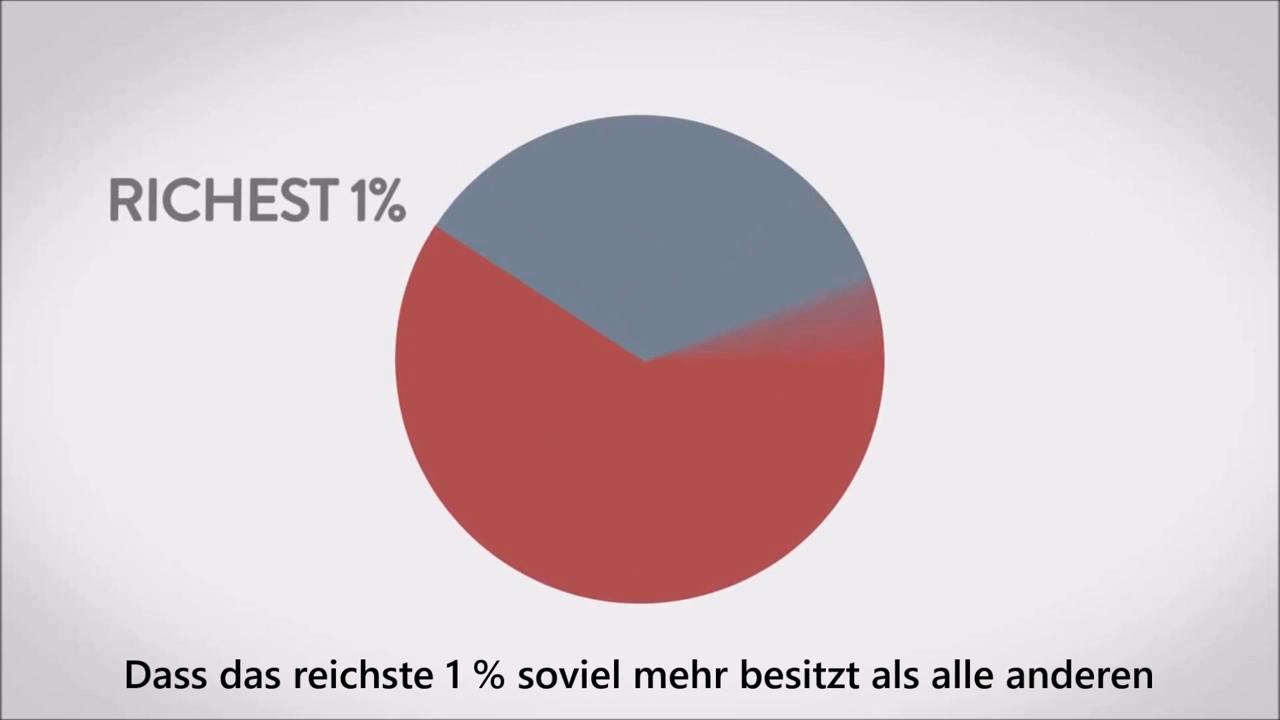 RICHEST 1%
Dass das reichste 1 % soviel mehr besitzt als alle anderen